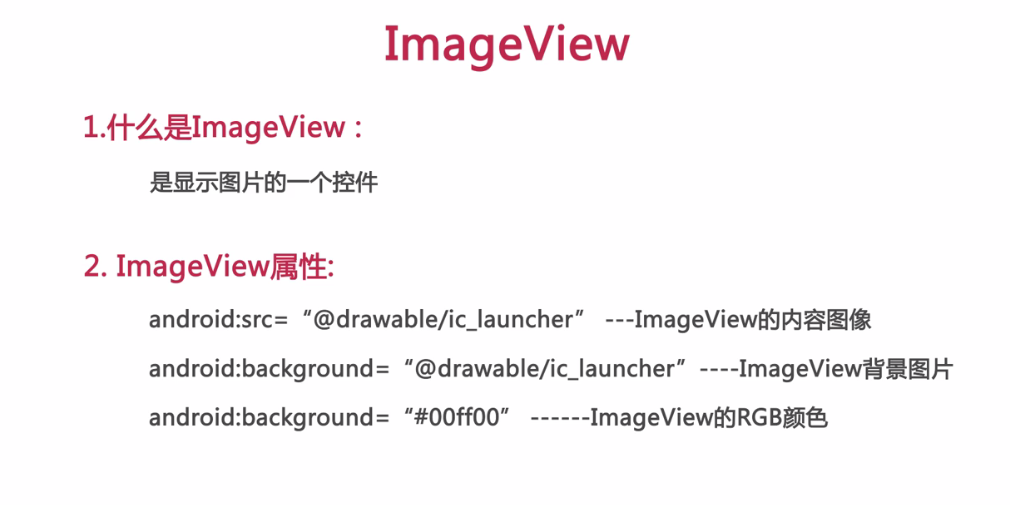 ImageView
1.什么是ImageView：
是显示图片的一个控件
2. ImageView属性:
android:src=“@drawable/ic_launcher” ---ImageView的内容图像
android:background=“@drawable/ic_launcher”----ImageView背景图片
android:background=“#00ff00” ------ImageView的RGB颜色